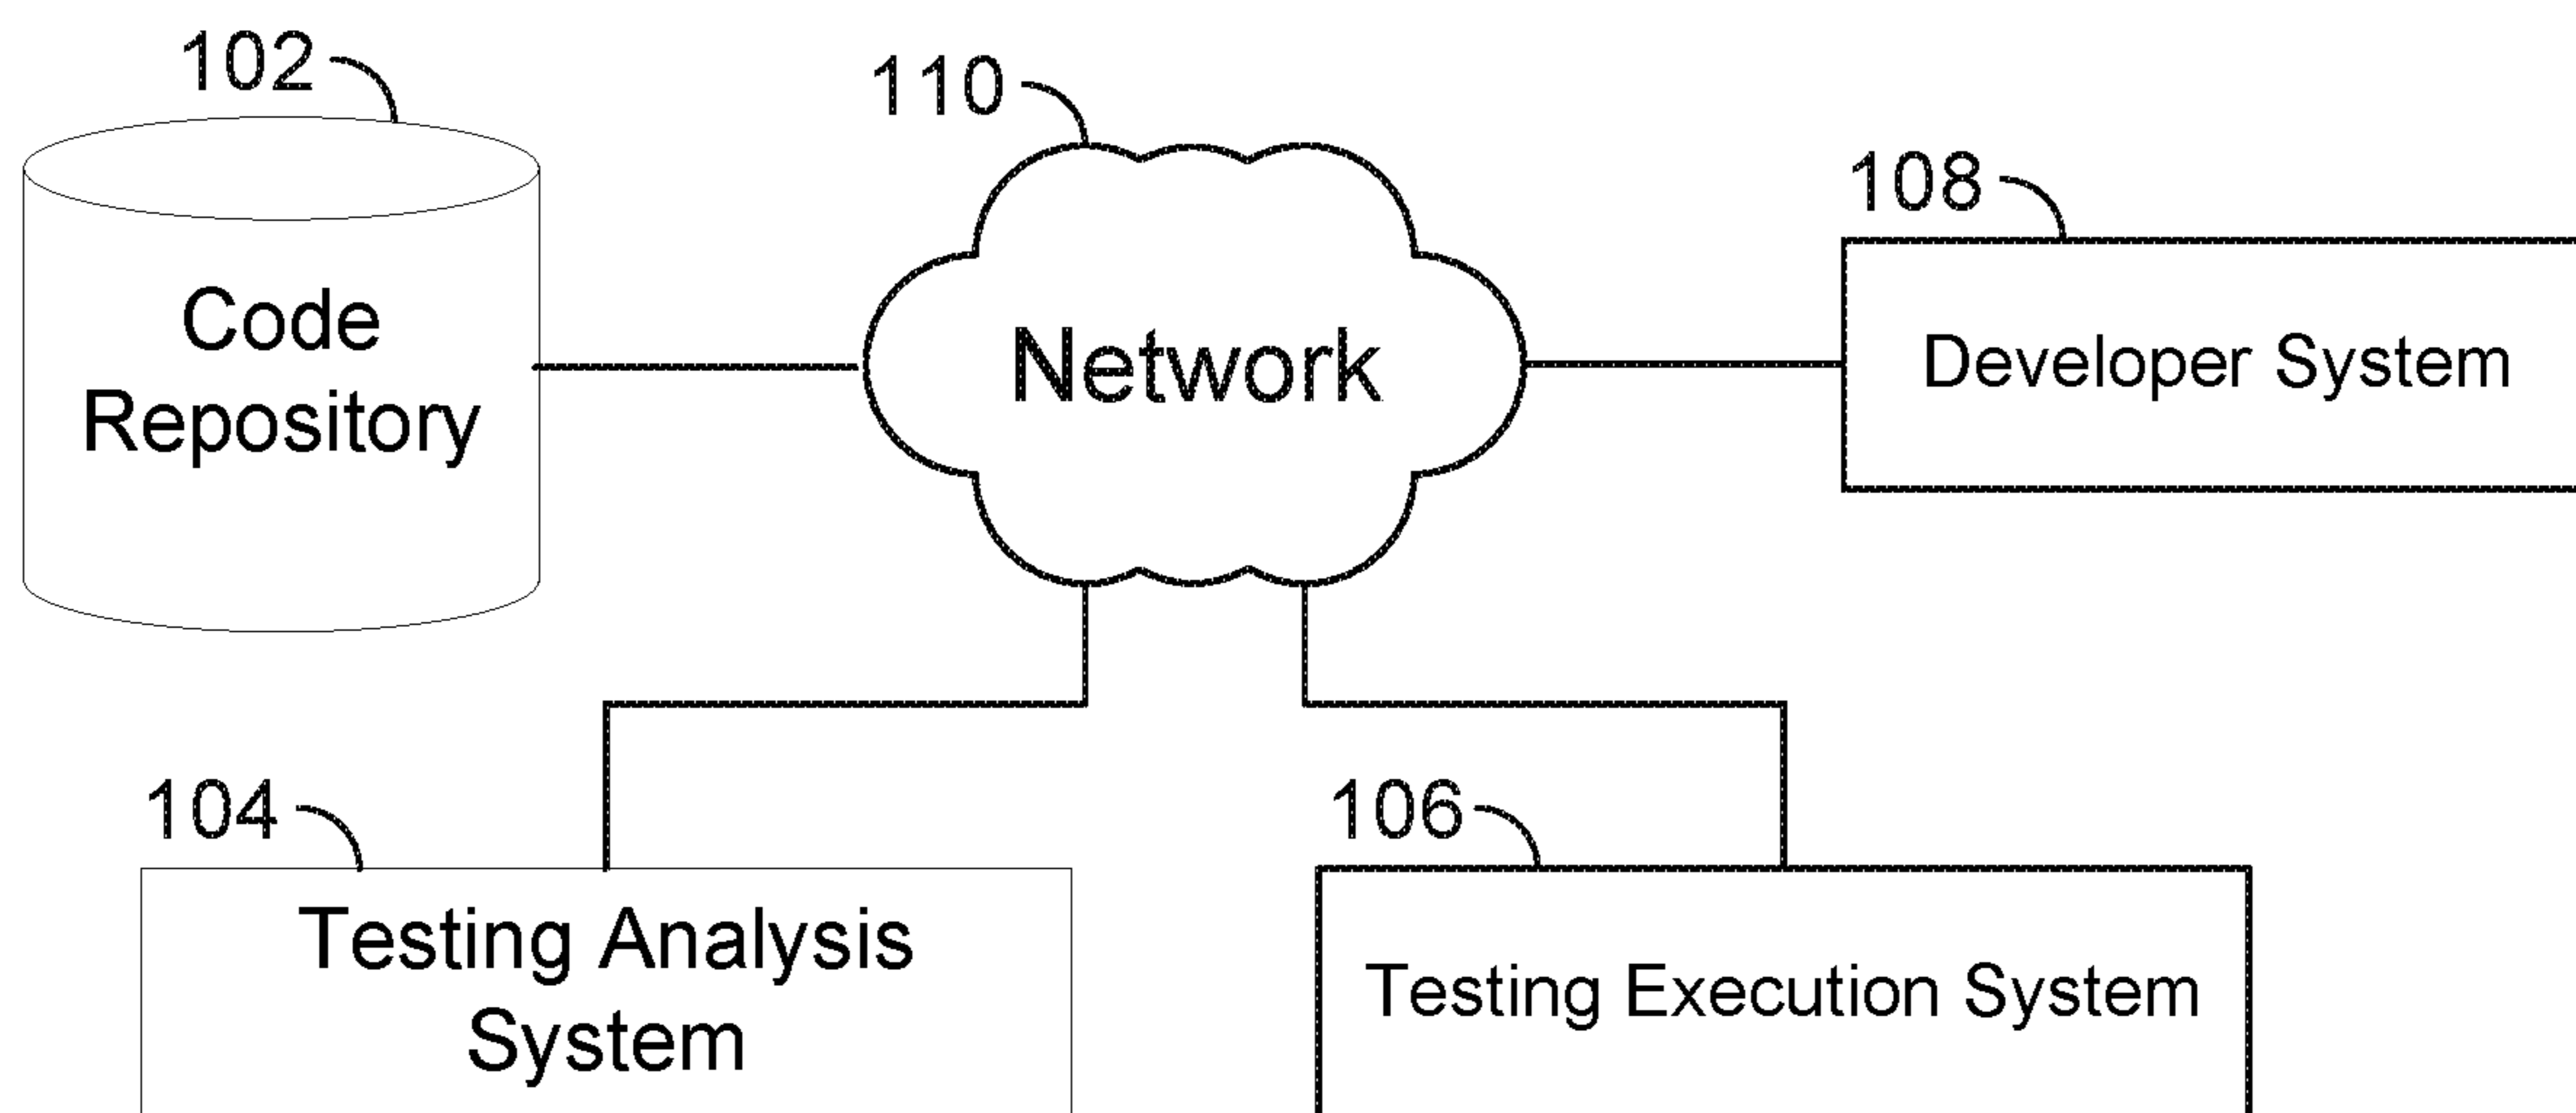 102
110
108
Code
Repository
Network
Developer System
104
106
Testing Analysis
System
Testing Execution System